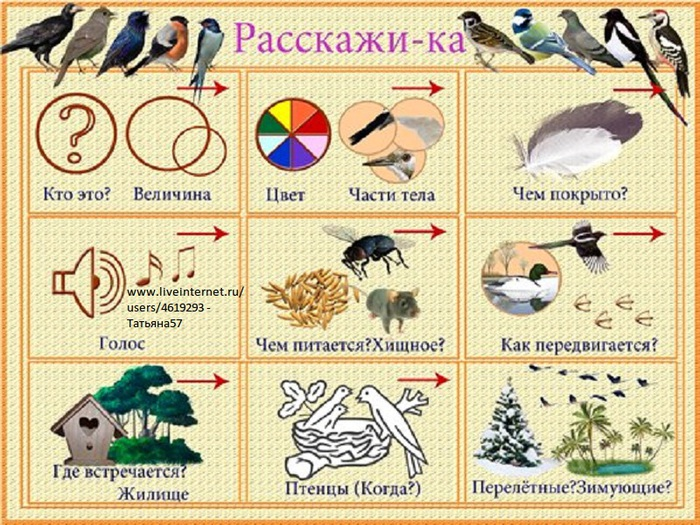 Расскажи-ка
Кто это? Величина
Цвет Части тела
Чем покрыто?
www.liveinternet.ru/
users/4619293 -
Татьяна57
Голос
Чем питается?Хищное?
Как передвигается?
Где встречается?
Жилище
Птенцы (Когда?)
Перелётные?Зимующие?